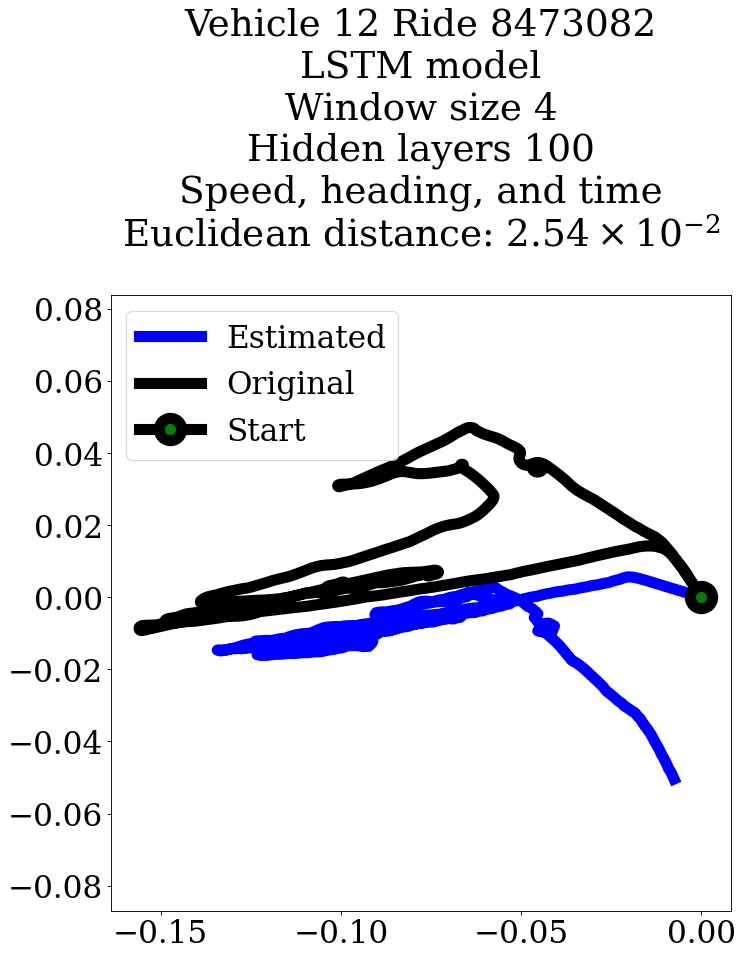 Vehicle 12 Ride 8473082
LSTM model
Window size 4
Hidden layers 100
Speed, heading, and time
Euclidean distance: 2.54 × 10⁻²
Estimated
Original
Start
0.08
0.06
0.04
0.02
0.00
−0.02
−0.04
−0.06
−0.08
−0.15
−0.10
−0.05
0.00